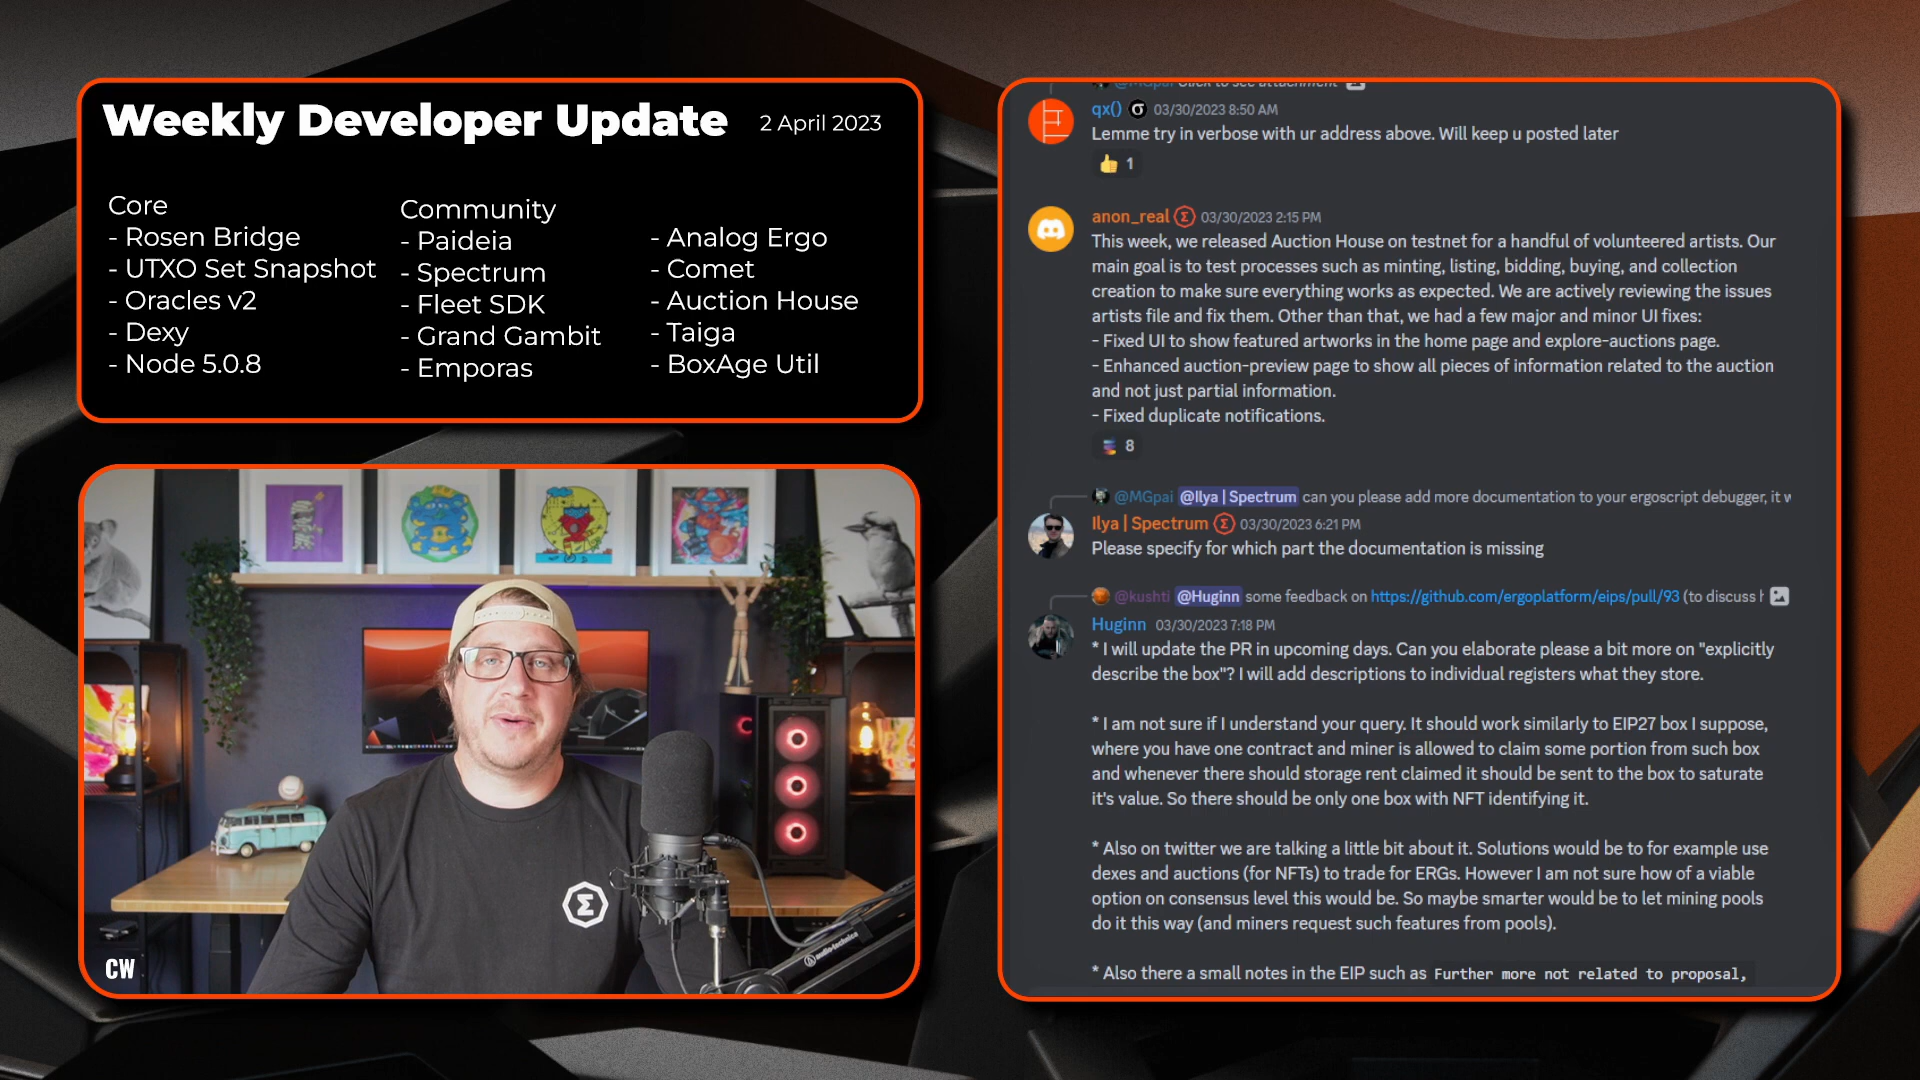 Weekly Developer Update 2 April 2023
Core
- Rosen Bridge
- UTXO Set Snapshot
- Oracles v2
- Dexy
- Node 5.0.8
Community
- Paideia
- Spectrum
- Fleet SDK
- Grand Gambit
- Emporas
- Analog Ergo
- Comet
- Auction House
- Taiga
- BoxAge Util
CW
audio-technica
@MGpai Click to see attachment
qx() σ 03/30/2023 8:50 AM
Lemme try in verbose with ur address above. Will keep u posted later
👍 1
anon_real Σ 03/30/2023 2:15 PM
This week, we released Auction House on testnet for a handful of volunteered artists. Our
main goal is to test processes such as minting, listing, bidding, buying, and collection
creation to make sure everything works as expected. We are actively reviewing the issues
artists file and fix them. Other than that, we had a few major and minor UI fixes:
- Fixed UI to show featured artworks in the home page and explore-auctions page.
- Enhanced auction-preview page to show all pieces of information related to the auction
and not just partial information.
- Fixed duplicate notifications.
8
@MGpai @Ilya | Spectrum can you please add more documentation to your ergoscript debugger, it w
Ilya | Spectrum Σ 03/30/2023 6:21 PM
Please specify for which part the documentation is missing
@kushti @Huginn some feedback on https://github.com/ergoplatform/eips/pull/93 (to discuss h
Huginn 03/30/2023 7:18 PM
* I will update the PR in upcoming days. Can you elaborate please a bit more on "explicitly
describe the box"? I will add descriptions to individual registers what they store.
* I am not sure if I understand your query. It should work similarly to EIP27 box I suppose,
where you have one contract and miner is allowed to claim some portion from such box
and whenever there should storage rent claimed it should be sent to the box to saturate
it's value. So there should be only one box with NFT identifying it.
* Also on twitter we are talking a little bit about it. Solutions would be to for example use
dexes and auctions (for NFTs) to trade for ERGs. However I am not sure how of a viable
option on consensus level this would be. So maybe smarter would be to let mining pools
do it this way (and miners request such features from pools).
* Also there a small notes in the EIP such as Further more not related to proposal,